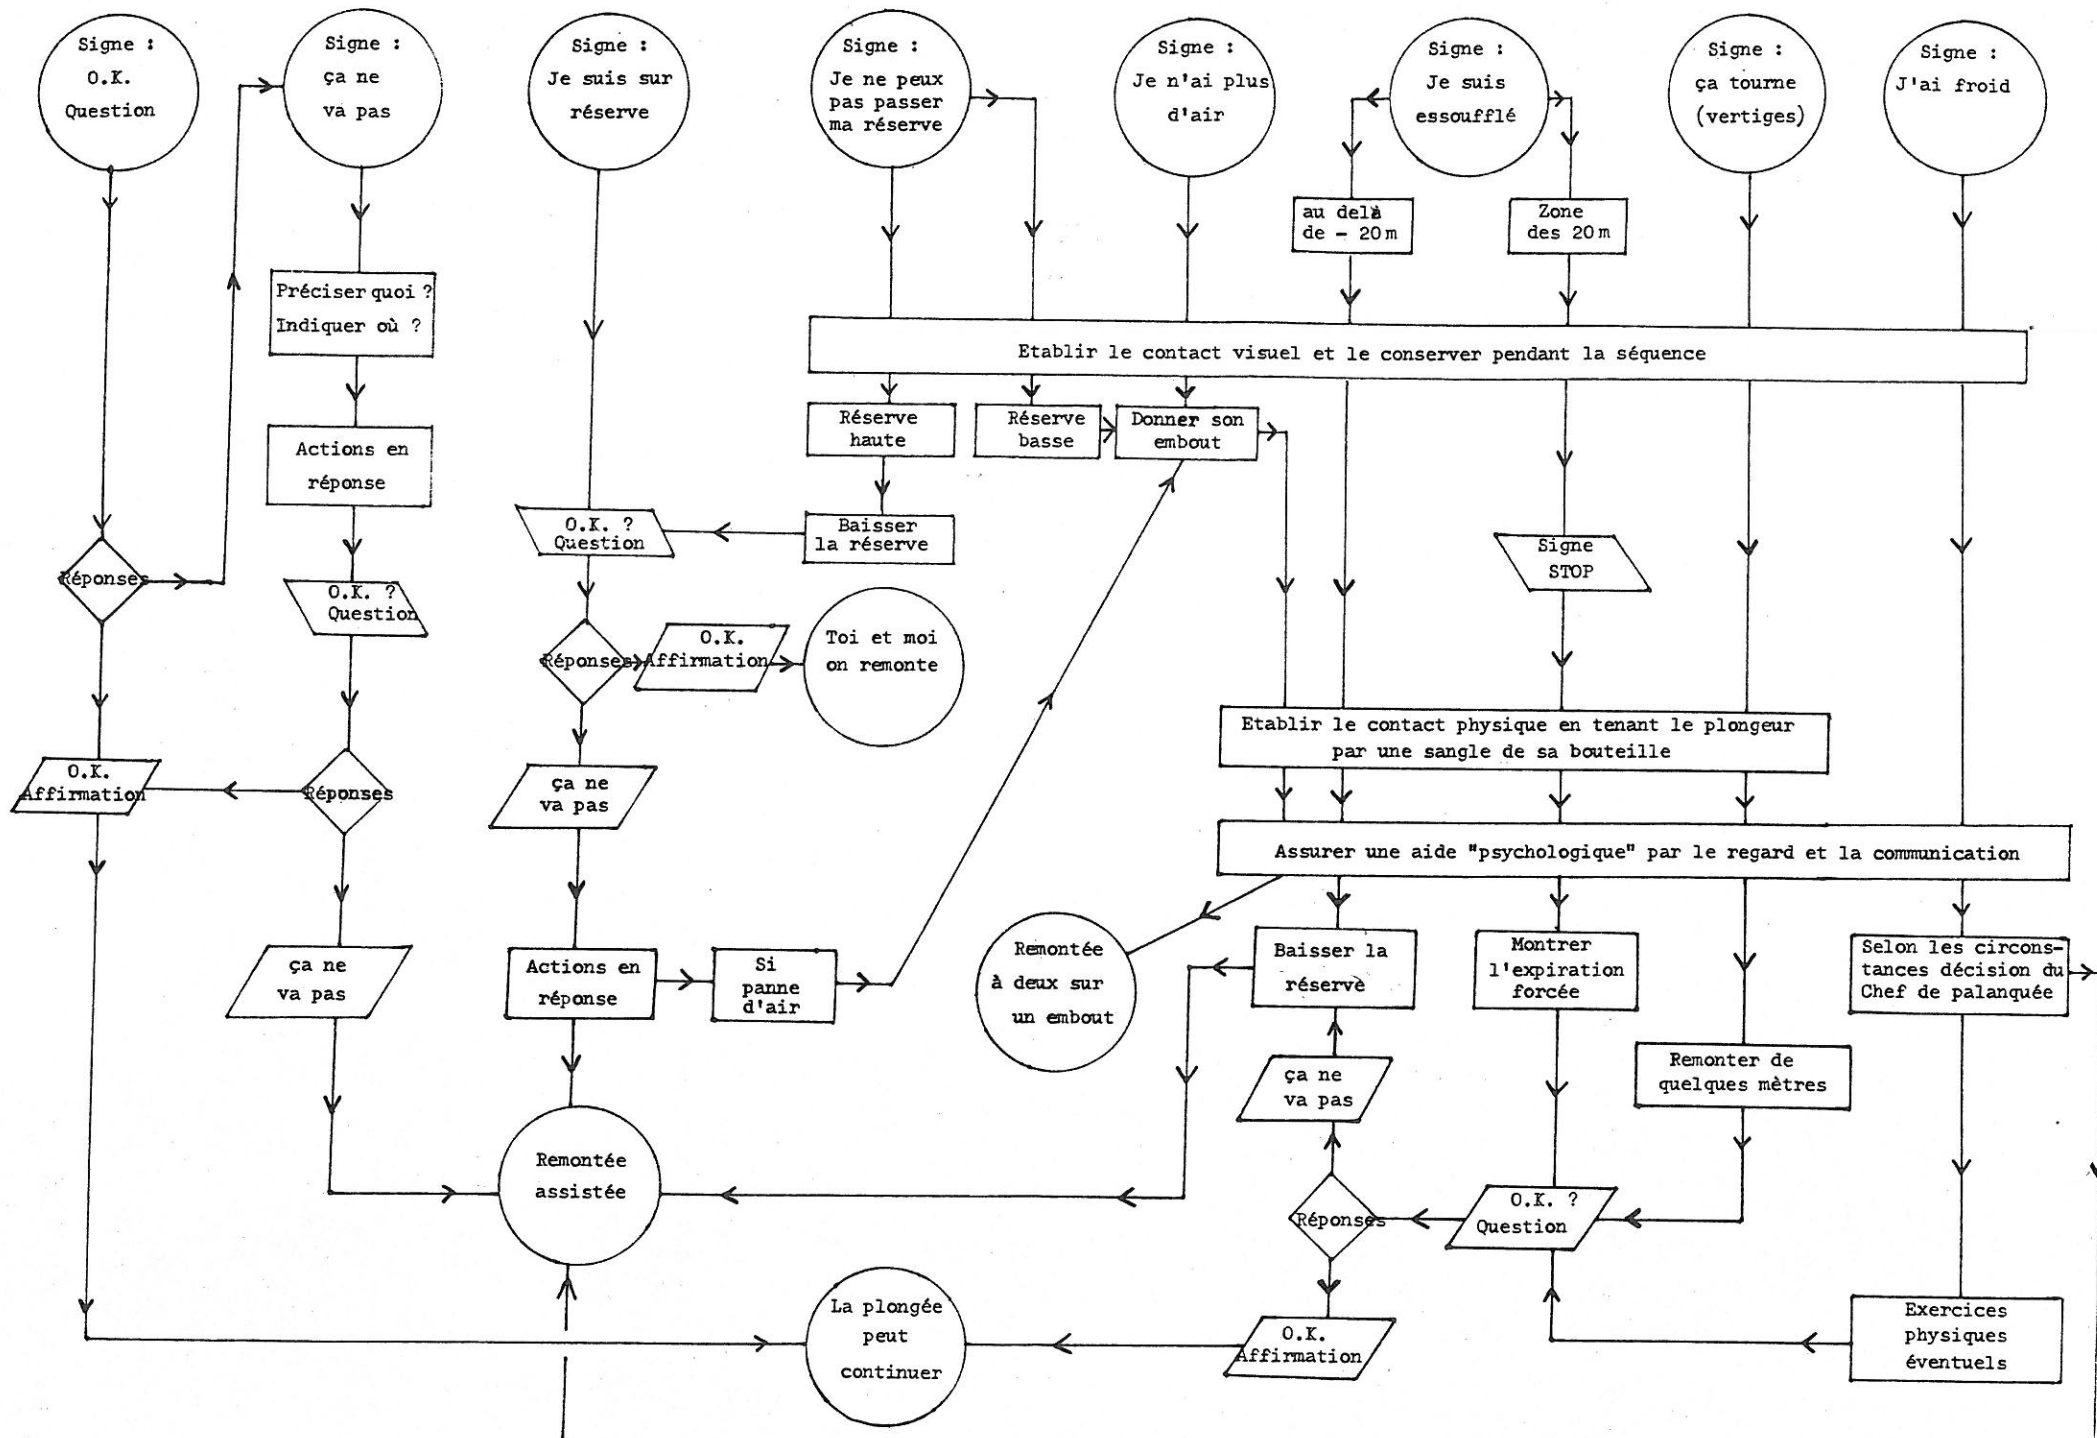 Signe :
O.K.
Question
Signe :
ça ne
va pas
Signe :
Je suis sur
réserve
Signe :
Je ne peux
pas passer
ma réserve
Signe :
Je n'ai plus
d'air
Signe :
Je suis
essoufflé
Signe :
ça tourne
(vertiges)
Signe :
J'ai froid
au delà
de - 20 m
Zone
des 20 m
Préciser quoi ?
Indiquer où ?
Etablir le contact visuel et le conserver pendant la séquence
Réserve
haute
Réserve
basse
Donner son
embout
Actions en
réponse
O.K. ?
Question
Baisser
la réserve
Signe
STOP
Réponses
O.K. ?
Question
Réponses
O.K.
Affirmation
Toi et moi
on remonte
Etablir le contact physique en tenant le plongeur
par une sangle de sa bouteille
O.K.
Affirmation
Réponses
ça ne
va pas
Assurer une aide "psychologique" par le regard et la communication
ça ne
va pas
Actions en
réponse
Si
panne
d'air
Remontée
à deux sur
un embout
Baisser la
réservè
Montrer
l'expiration
forcée
Selon les circons-
tances décision du
Chef de palanquée
Remonter de
quelques mètres
ça ne
va pas
Remontée
assistée
Réponses
O.K. ?
Question
La plongée
peut
continuer
O.K.
Affirmation
Exercices
physiques
éventuels